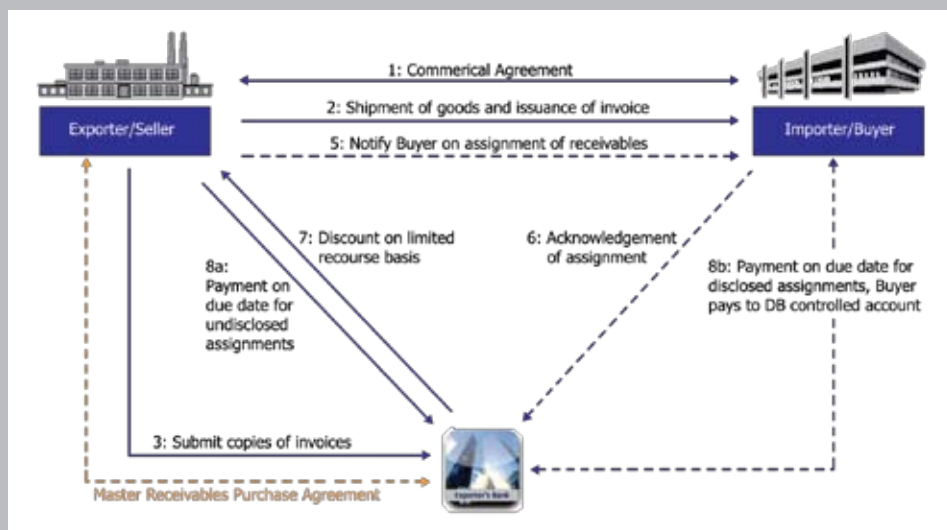 1: Commerical Agreement
2: Shipment of goods and issuance of invoice
Exporter/Seller
Importer/Buyer
5: Notify Buyer on assignment of receivables
7: Discount on limited
recourse basis
6: Acknowledgement
of assignment
8a:
Payment on
due date for
undisclosed
assignments
8b: Payment on due date for
disclosed assignments, Buyer
pays to DB controlled account
3: Submit copies of invoices
Master Receivables Purchase Agreement
Exporter's Bank